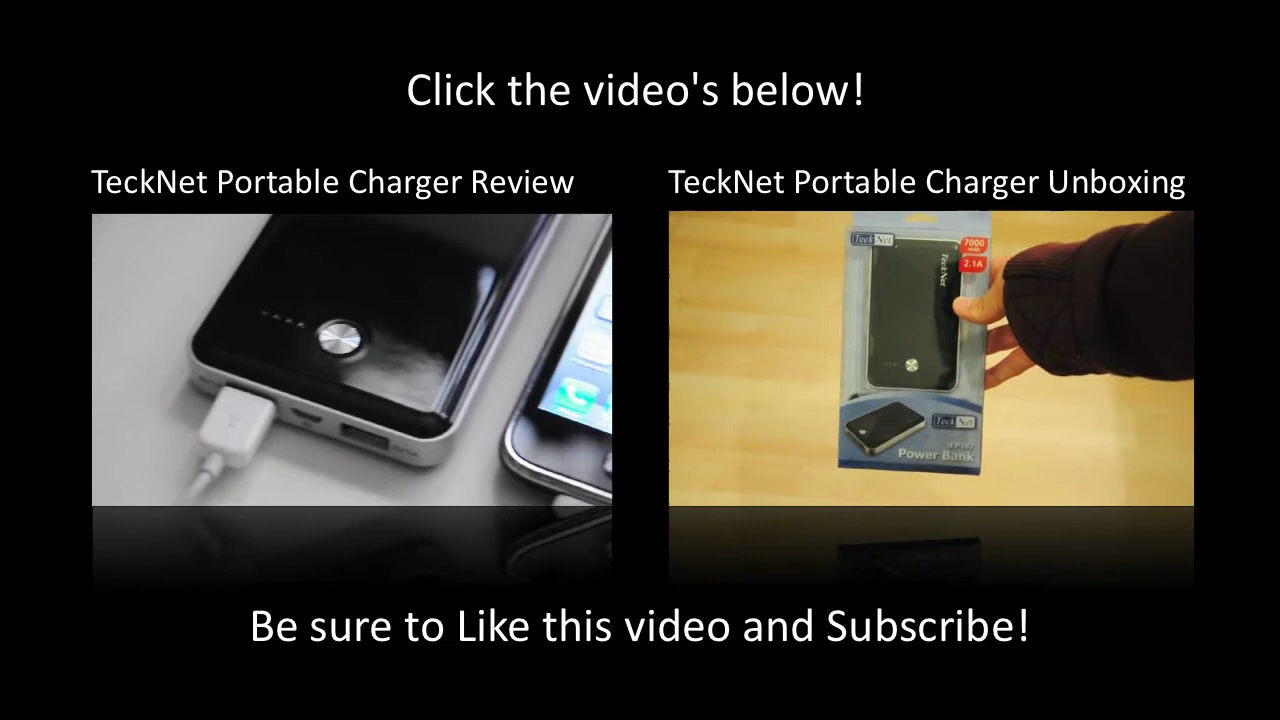 Click the video's below!
TeckNet Portable Charger Review
TeckNet Portable Charger Unboxing
TeckNet
7000
mAh
2.1A
TeckNet
TeckNet
Power Bank
Be sure to Like this video and Subscribe!